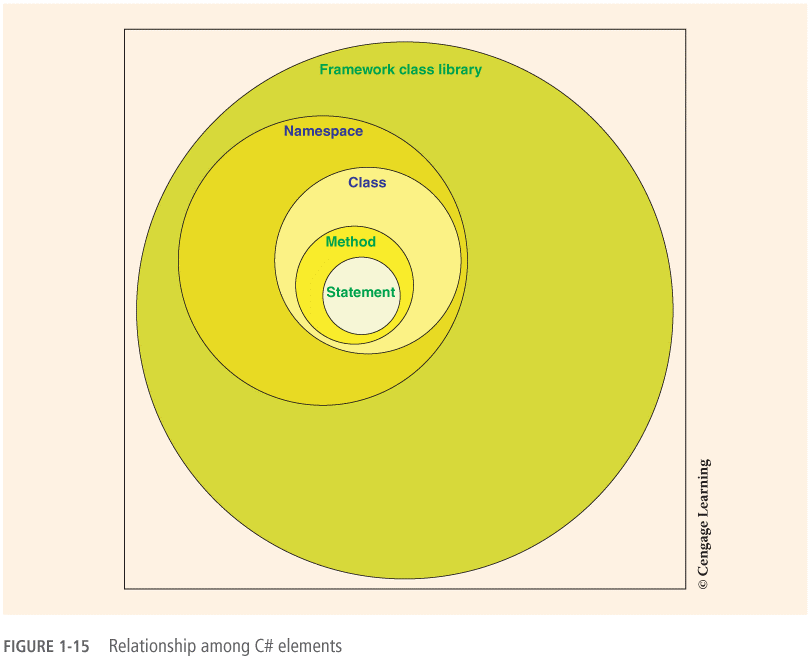 Framework class library
Namespace
Class
Method
Statement
© Cengage Learning
FIGURE 1-15 Relationship among C# elements